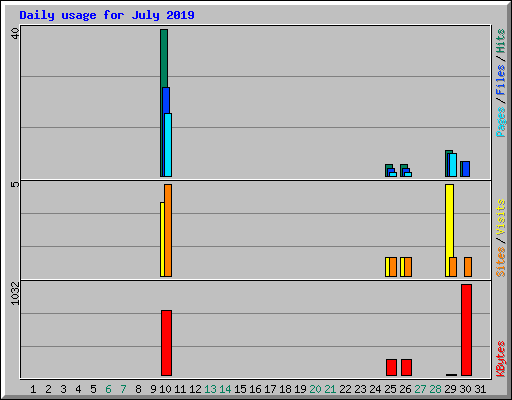 Daily usage for July 2019
40
5
1032
Pages / Files / Hits
Sites / Visits
KBytes
1 2 3 4 5 6 7 8 9 10 11 12 13 14 15 16 17 18 19 20 21 22 23 24 25 26 27 28 29 30 31